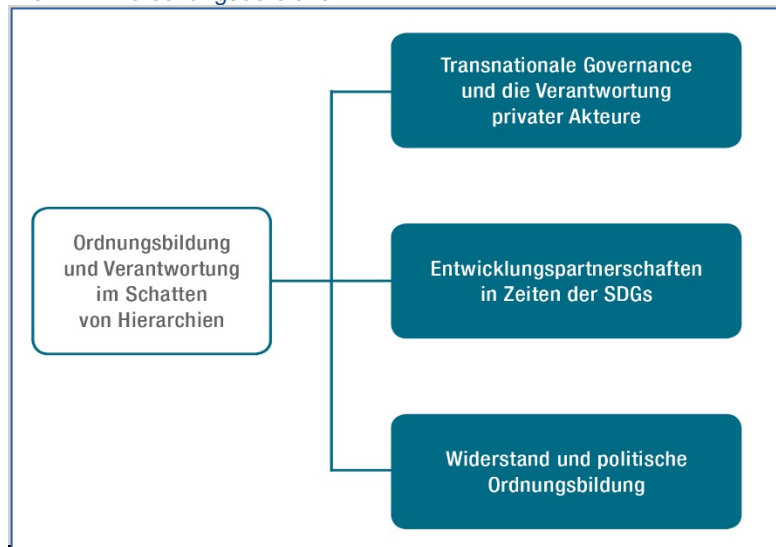 Ordnungsbildung
und Verantwortung
im Schatten
von Hierarchien
Transnationale Governance
und die Verantwortung
privater Akteure
Entwicklungspartnerschaften
in Zeiten der SDGs
Widerstand und politische
Ordnungsbildung